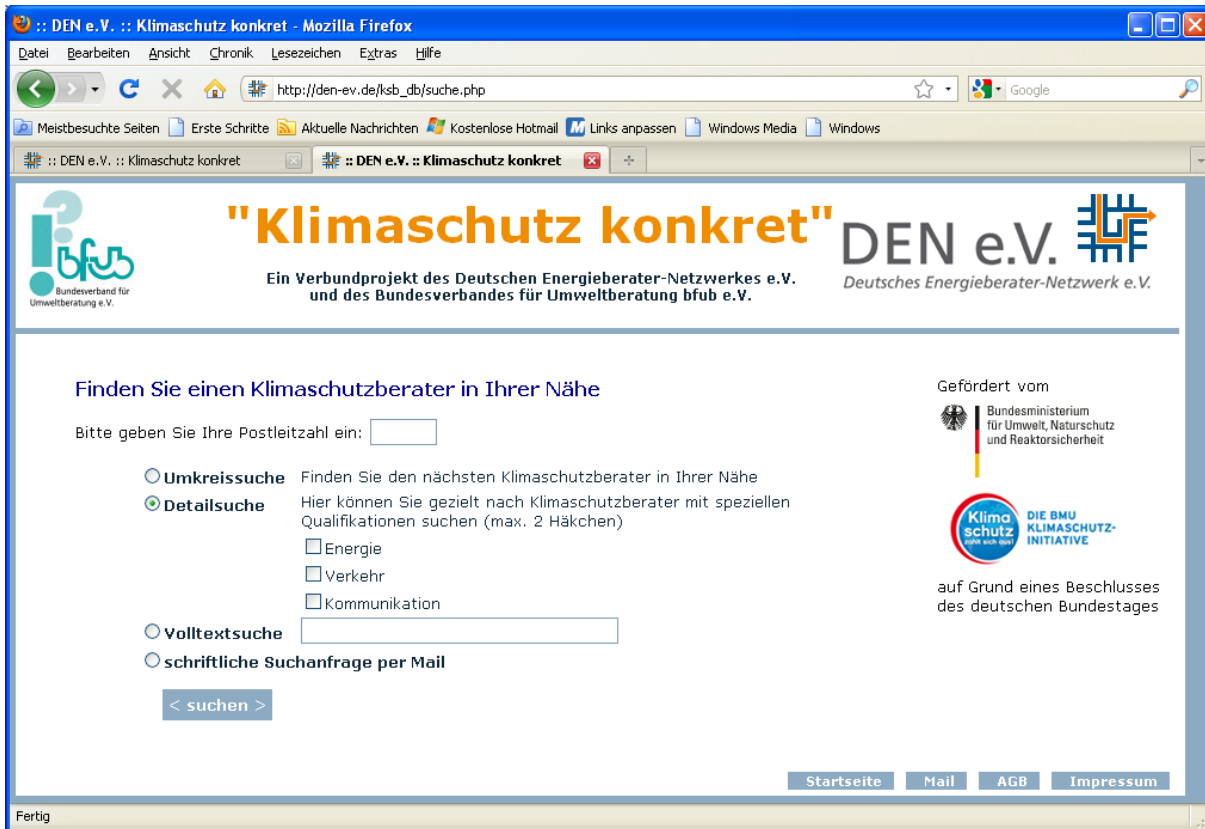 :: DEN e.V. :: Klimaschutz konkret - Mozilla Firefox
Datei Bearbeiten Ansicht Chronik Lesezeichen Extras Hilfe
http://den-ev.de/ksb_db/suche.php
Google
Meistbesuchte Seiten Erste Schritte Aktuelle Nachrichten Kostenlose Hotmail Links anpassen Windows Media Windows
:: DEN e.V. :: Klimaschutz konkret
:: DEN e.V. :: Klimaschutz konkret
bfub
Bundesverband für
Umweltberatung e.V.
"Klimaschutz konkret"
Ein Verbundprojekt des Deutschen Energieberater-Netzwerkes e.V.
und des Bundesverbandes für Umweltberatung bfub e.V.
DEN e.V.
Deutsches Energieberater-Netzwerk e.V.
Finden Sie einen Klimaschutzberater in Ihrer Nähe
Bitte geben Sie Ihre Postleitzahl ein:
Umkreissuche Finden Sie den nächsten Klimaschutzberater in Ihrer Nähe
Detailsuche Hier können Sie gezielt nach Klimaschutzberater mit speziellen
Qualifikationen suchen (max. 2 Häkchen)
Energie
Verkehr
Kommunikation
Volltextsuche
schriftliche Suchanfrage per Mail
< suchen >
Gefördert vom
Bundesministerium
für Umwelt, Naturschutz
und Reaktorsicherheit
Klima
schutz
zahlt sich aus!
DIE BMU
KLIMASCHUTZ-
INITIATIVE
auf Grund eines Beschlusses
des deutschen Bundestages
Startseite Mail AGB Impressum
Fertig